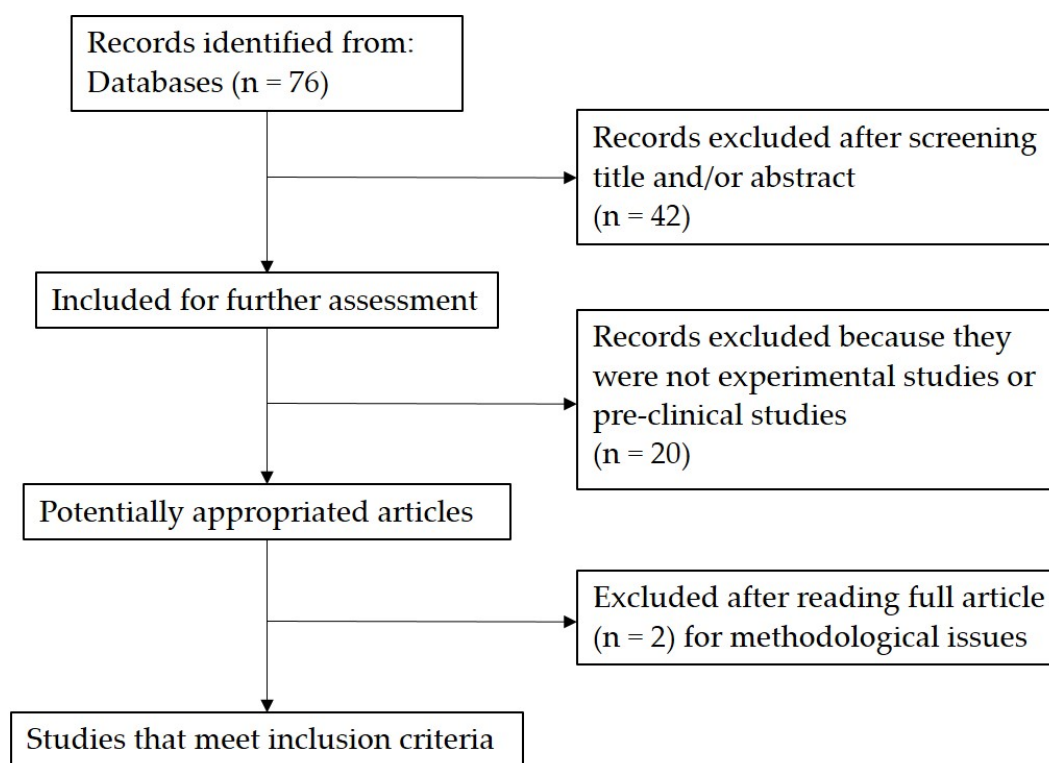 Records identified from:
Databases (n = 76)
Records excluded after screening
title and/or abstract
(n = 42)
Included for further assessment
Records excluded because they
were not experimental studies or
pre-clinical studies
(n = 20)
Potentially appropriated articles
Excluded after reading full article
(n = 2) for methodological issues
Studies that meet inclusion criteria